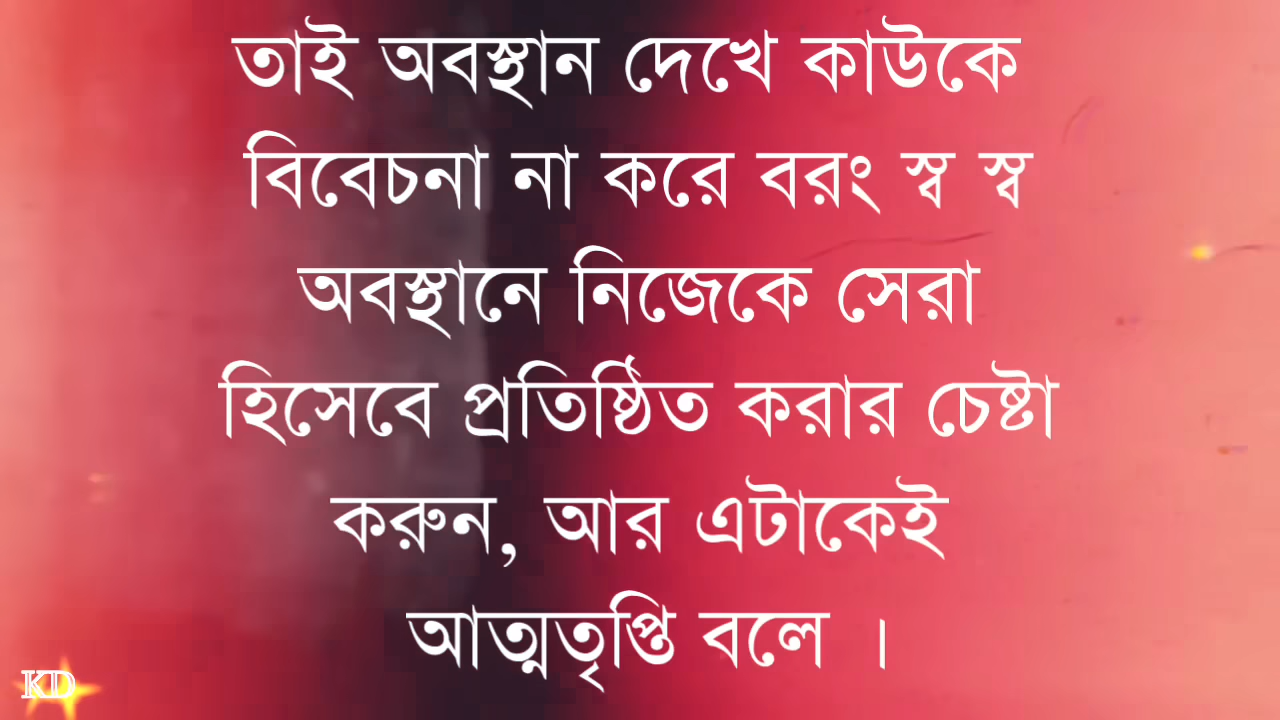 তাই অবস্থান দেখে কাউকে
বিবেচনা না করে বরং স্ব স্ব
অবস্থানে নিজেকে সেরা
হিসেবে প্রতিষ্ঠিত করার চেষ্টা
করুন, আর এটাকেই
আত্মতৃপ্তি বলে ।
KD